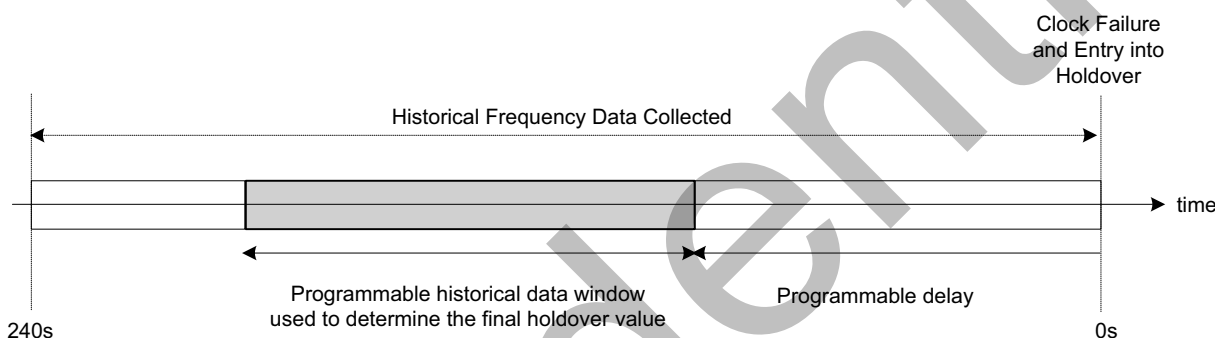 Clock Failure
and Entry into
Holdover
Historical Frequency Data Collected
time
Programmable historical data window
used to determine the final holdover value
Programmable delay
240s
0s